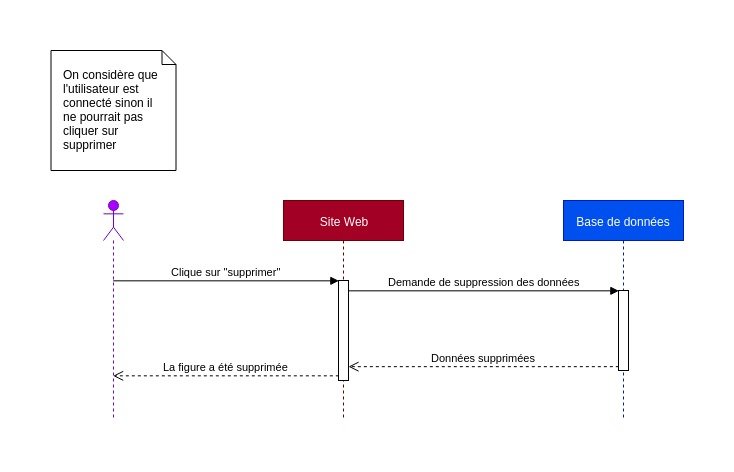 On considère que
l'utilisateur est
connecté sinon il
ne pourrait pas
cliquer sur
supprimer
Site Web
Base de données
Clique sur "supprimer"
Demande de suppression des données
Données supprimées
La figure a été supprimée